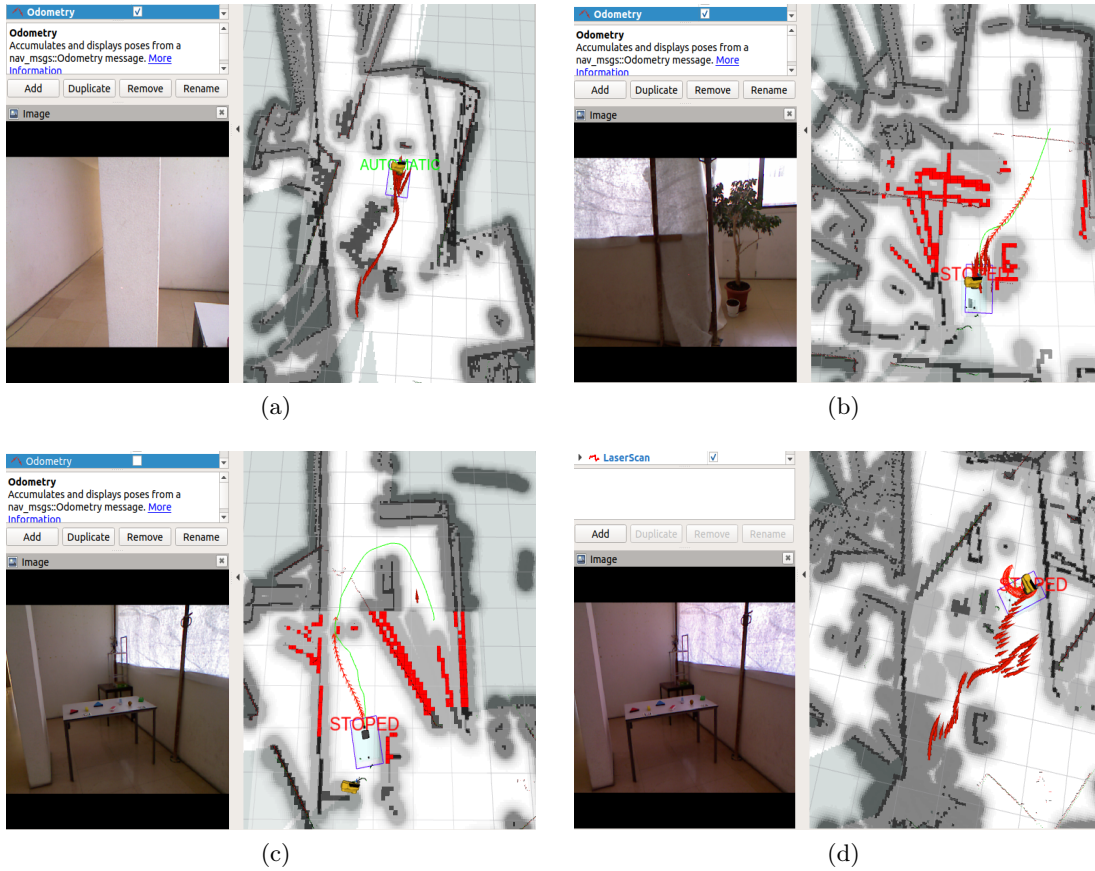 Odometry
Odometry
Accumulates and displays poses from a
nav_msgs::Odometry message. More
Information
Add Duplicate Remove Rename
Image
AUTOMATIC
(a)
Odometry
Odometry
Accumulates and displays poses from a
nav_msgs::Odometry message. More
Information
Add Duplicate Remove Rename
Image
STOPED
(b)
Odometry
Odometry
Accumulates and displays poses from a
nav_msgs::Odometry message. More
Information
Add Duplicate Remove Rename
Image
STOPED
(c)
LaserScan
Add Duplicate Remove Rename
Image
STOPED
(d)